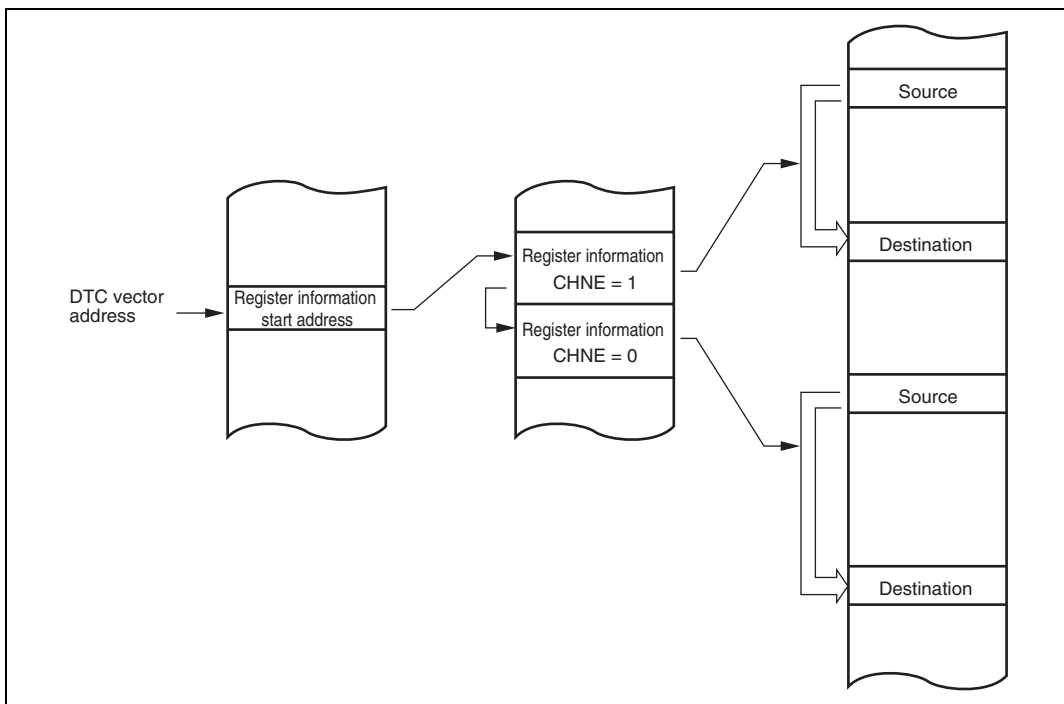 DTC vector
address
Register information
start address
Register information
CHNE = 1
Register information
CHNE = 0
Source
Destination
Source
Destination